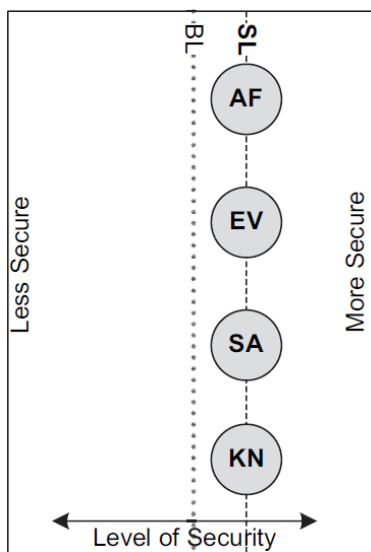 BL
SL
AF
EV
SA
KN
Less Secure
More Secure
Level of Security